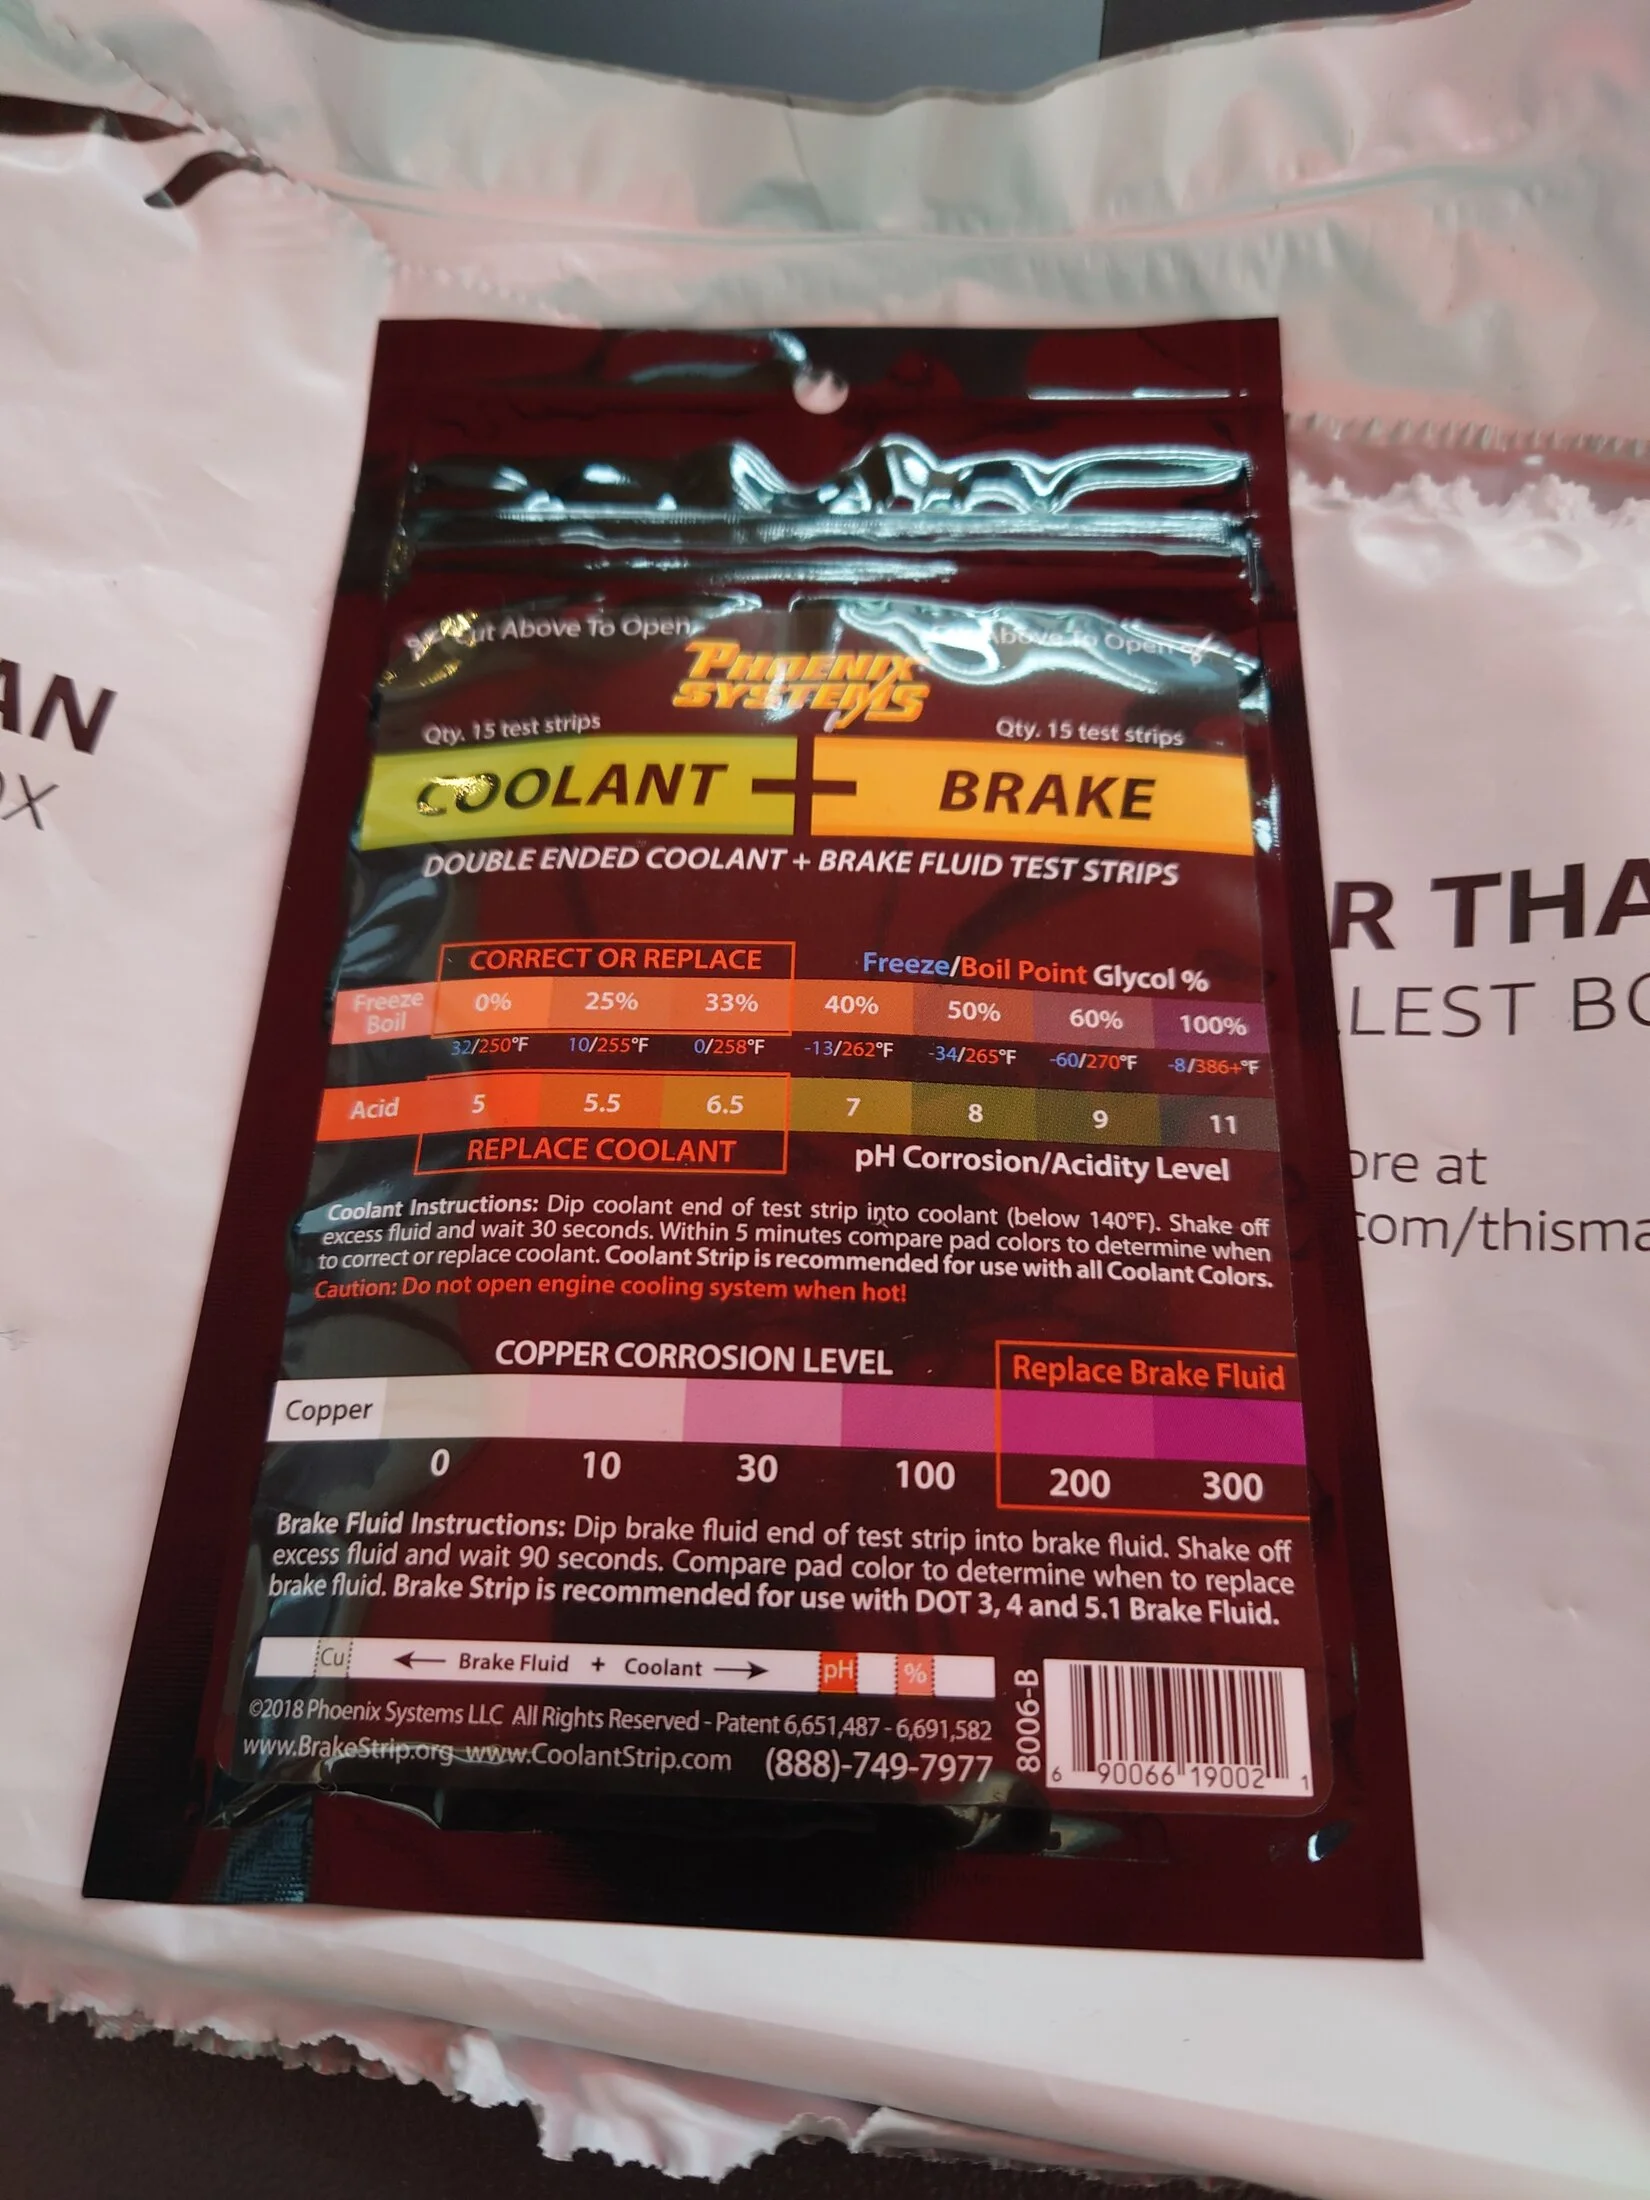 AN
OX
R THA
LLEST BO
ore at
com/thisma
ut Above To Open
Above To Open
PHOENIX
SYSTEMS
Qty. 15 test strips
Qty. 15 test strips
COOLANT + BRAKE
DOUBLE ENDED COOLANT + BRAKE FLUID TEST STRIPS
CORRECT OR REPLACE
Freeze/Boil Point Glycol %
Freeze
Boil
0% 25% 33% 40% 50% 60% 100%
32/250°F 10/255°F 0/258°F -13/262°F -34/265°F -60/270°F -8/386+°F
Acid 5 5.5 6.5 7 8 9 11
REPLACE COOLANT
pH Corrosion/Acidity Level
Coolant Instructions: Dip coolant end of test strip into coolant (below 140°F). Shake off
excess fluid and wait 30 seconds. Within 5 minutes compare pad colors to determine when
to correct or replace coolant. Coolant Strip is recommended for use with all Coolant Colors.
Caution: Do not open engine cooling system when hot!
COPPER CORROSION LEVEL
Replace Brake Fluid
Copper
0 10 30 100 200 300
Brake Fluid Instructions: Dip brake fluid end of test strip into brake fluid. Shake off
excess fluid and wait 90 seconds. Compare pad color to determine when to replace
brake fluid. Brake Strip is recommended for use with DOT 3, 4 and 5.1 Brake Fluid.
Cu ← Brake Fluid + Coolant → pH %
©2018 Phoenix Systems LLC All Rights Reserved - Patent 6,651,487 - 6,691,582
www.BrakeStrip.org www.CoolantStrip.com (888)-749-7977
8006-B
6 90066 19002 1